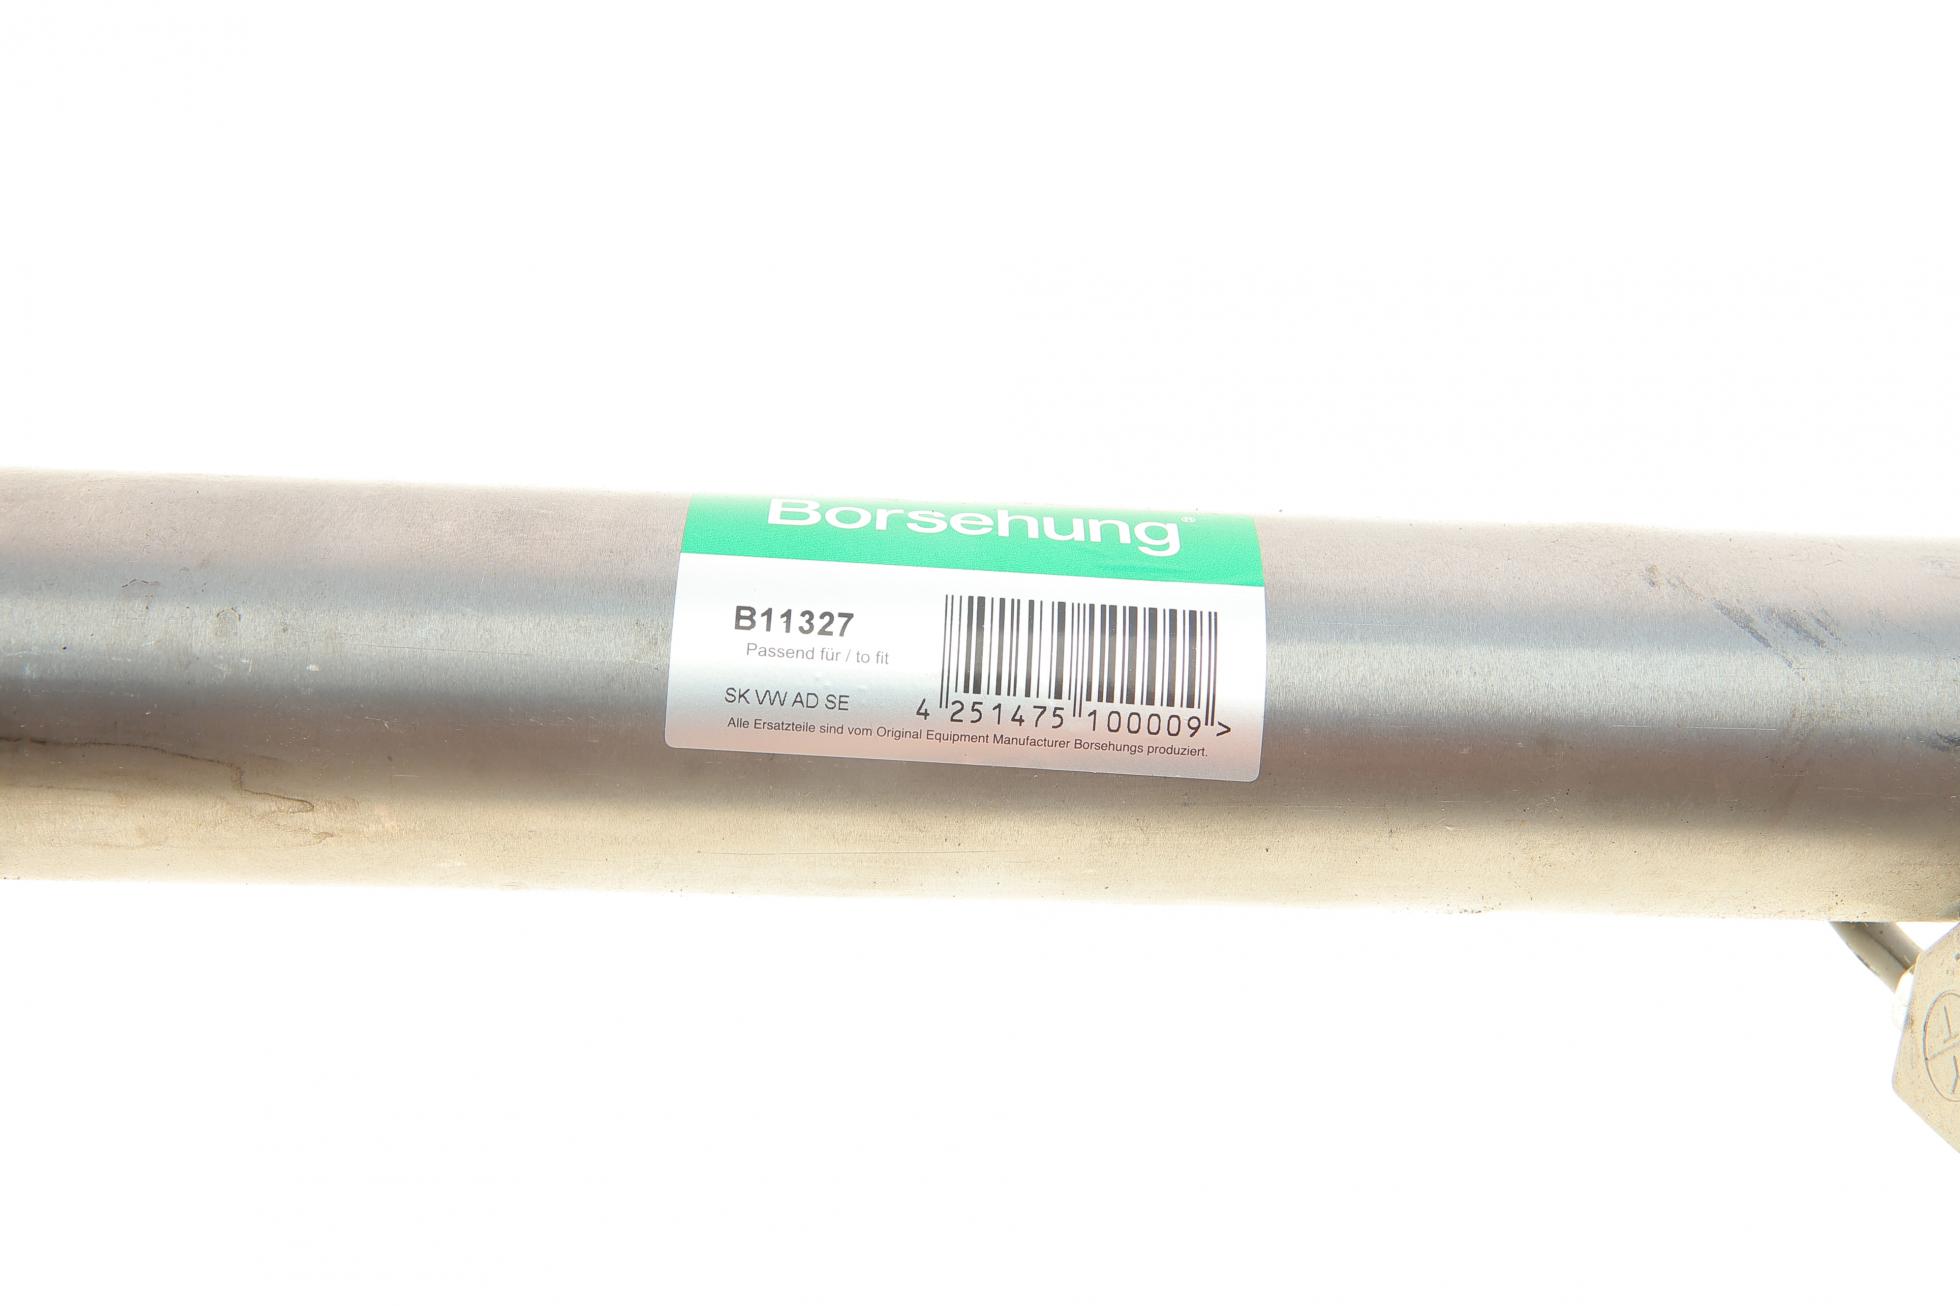 Borsehung®
B11327
Passend für / to fit
SK VW AD SE
4 251475 100009 >
Alle Ersatzteile sind vom Original Equipment Manufacturer Borsehungs produziert.